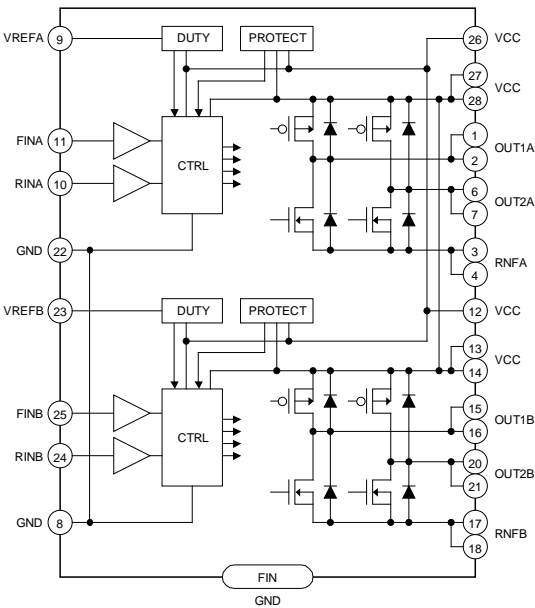 VREFA 9 DUTY PROTECT 26 VCC
27 VCC
28
FINA 11 1 OUT1A
CTRL 2
RINA 10 6 OUT2A
7
GND 22 3 RNFA
4
VREFB 23 DUTY PROTECT 12 VCC
13 VCC
14
FINB 25 15 OUT1B
CTRL 16
RINB 24 20 OUT2B
21
GND 8 17 RNFB
18
FIN
GND